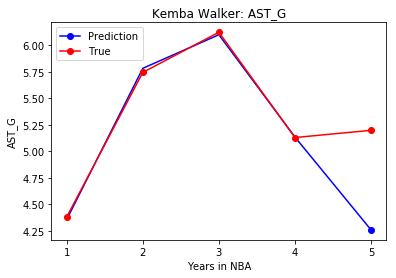 Kemba Walker: AST_G
Prediction
True
6.00
5.75
5.50
5.25
5.00
4.75
4.50
4.25
AST_G
1 2 3 4 5
Years in NBA